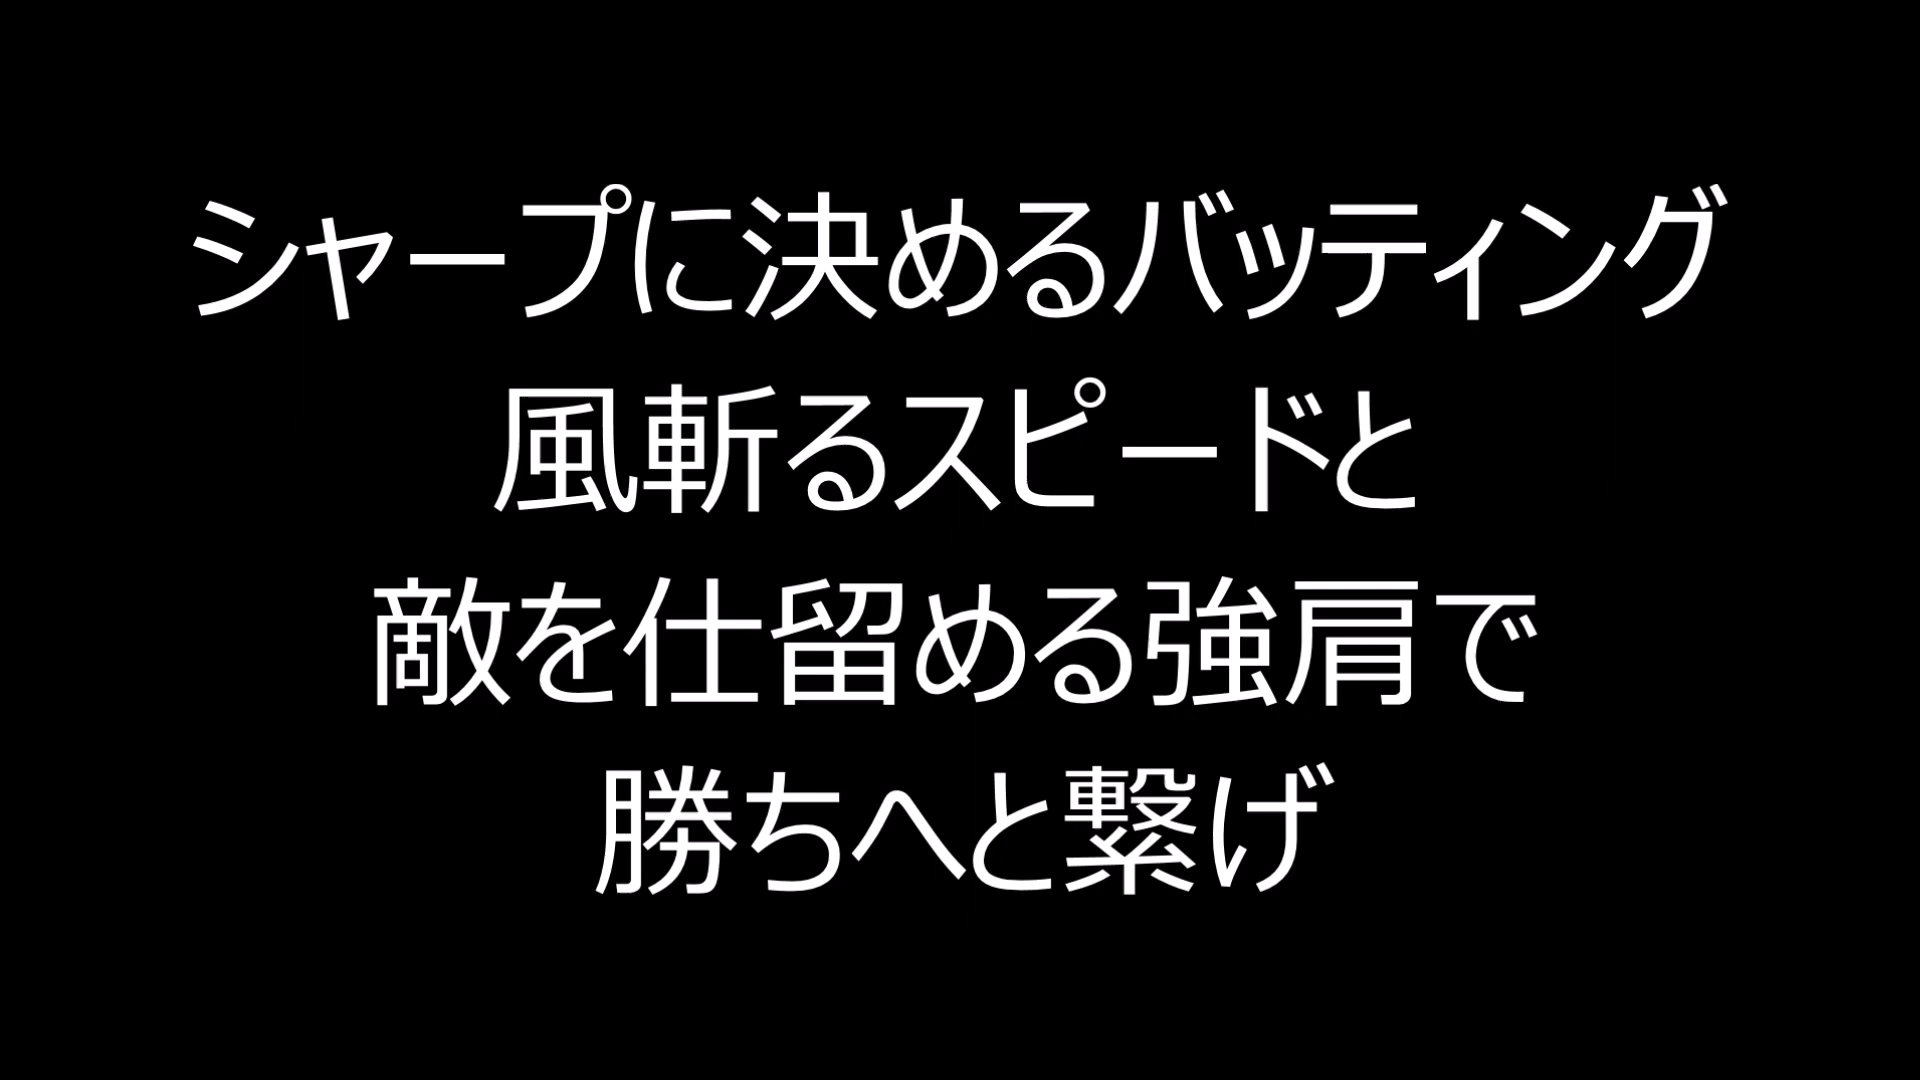 シャープに決めるバッティング
風斬るスピードと
敵を仕留める強肩で
勝ちへと繋げ